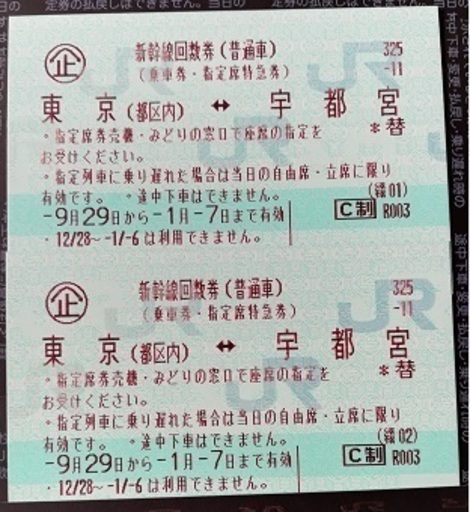 企 新幹線回数券(普通車) 325
(乗車券・指定席特急券) -11
東京(都区内) ↔ 宇都宮
・指定席券売機・みどりの窓口で座席の指定を *替
お受けください。
・指定列車に乗り遅れた場合は当日の自由席・立席に限り
有効です。 ・途中下車はできません。 (線01)
-9月29日から-1月-7日まで有効 C制 R003
・12/28~-1/-6は利用できません。
企 新幹線回数券(普通車) 325
(乗車券・指定席特急券) -11
東京(都区内) ↔ 宇都宮
・指定席券売機・みどりの窓口で座席の指定を *替
お受けください。
・指定列車に乗り遅れた場合は当日の自由席・立席に限り
有効です。 ・途中下車はできません。 (線02)
-9月29日から-1月-7日まで有効 C制 R003
・12/28~-1/-6は利用できません。